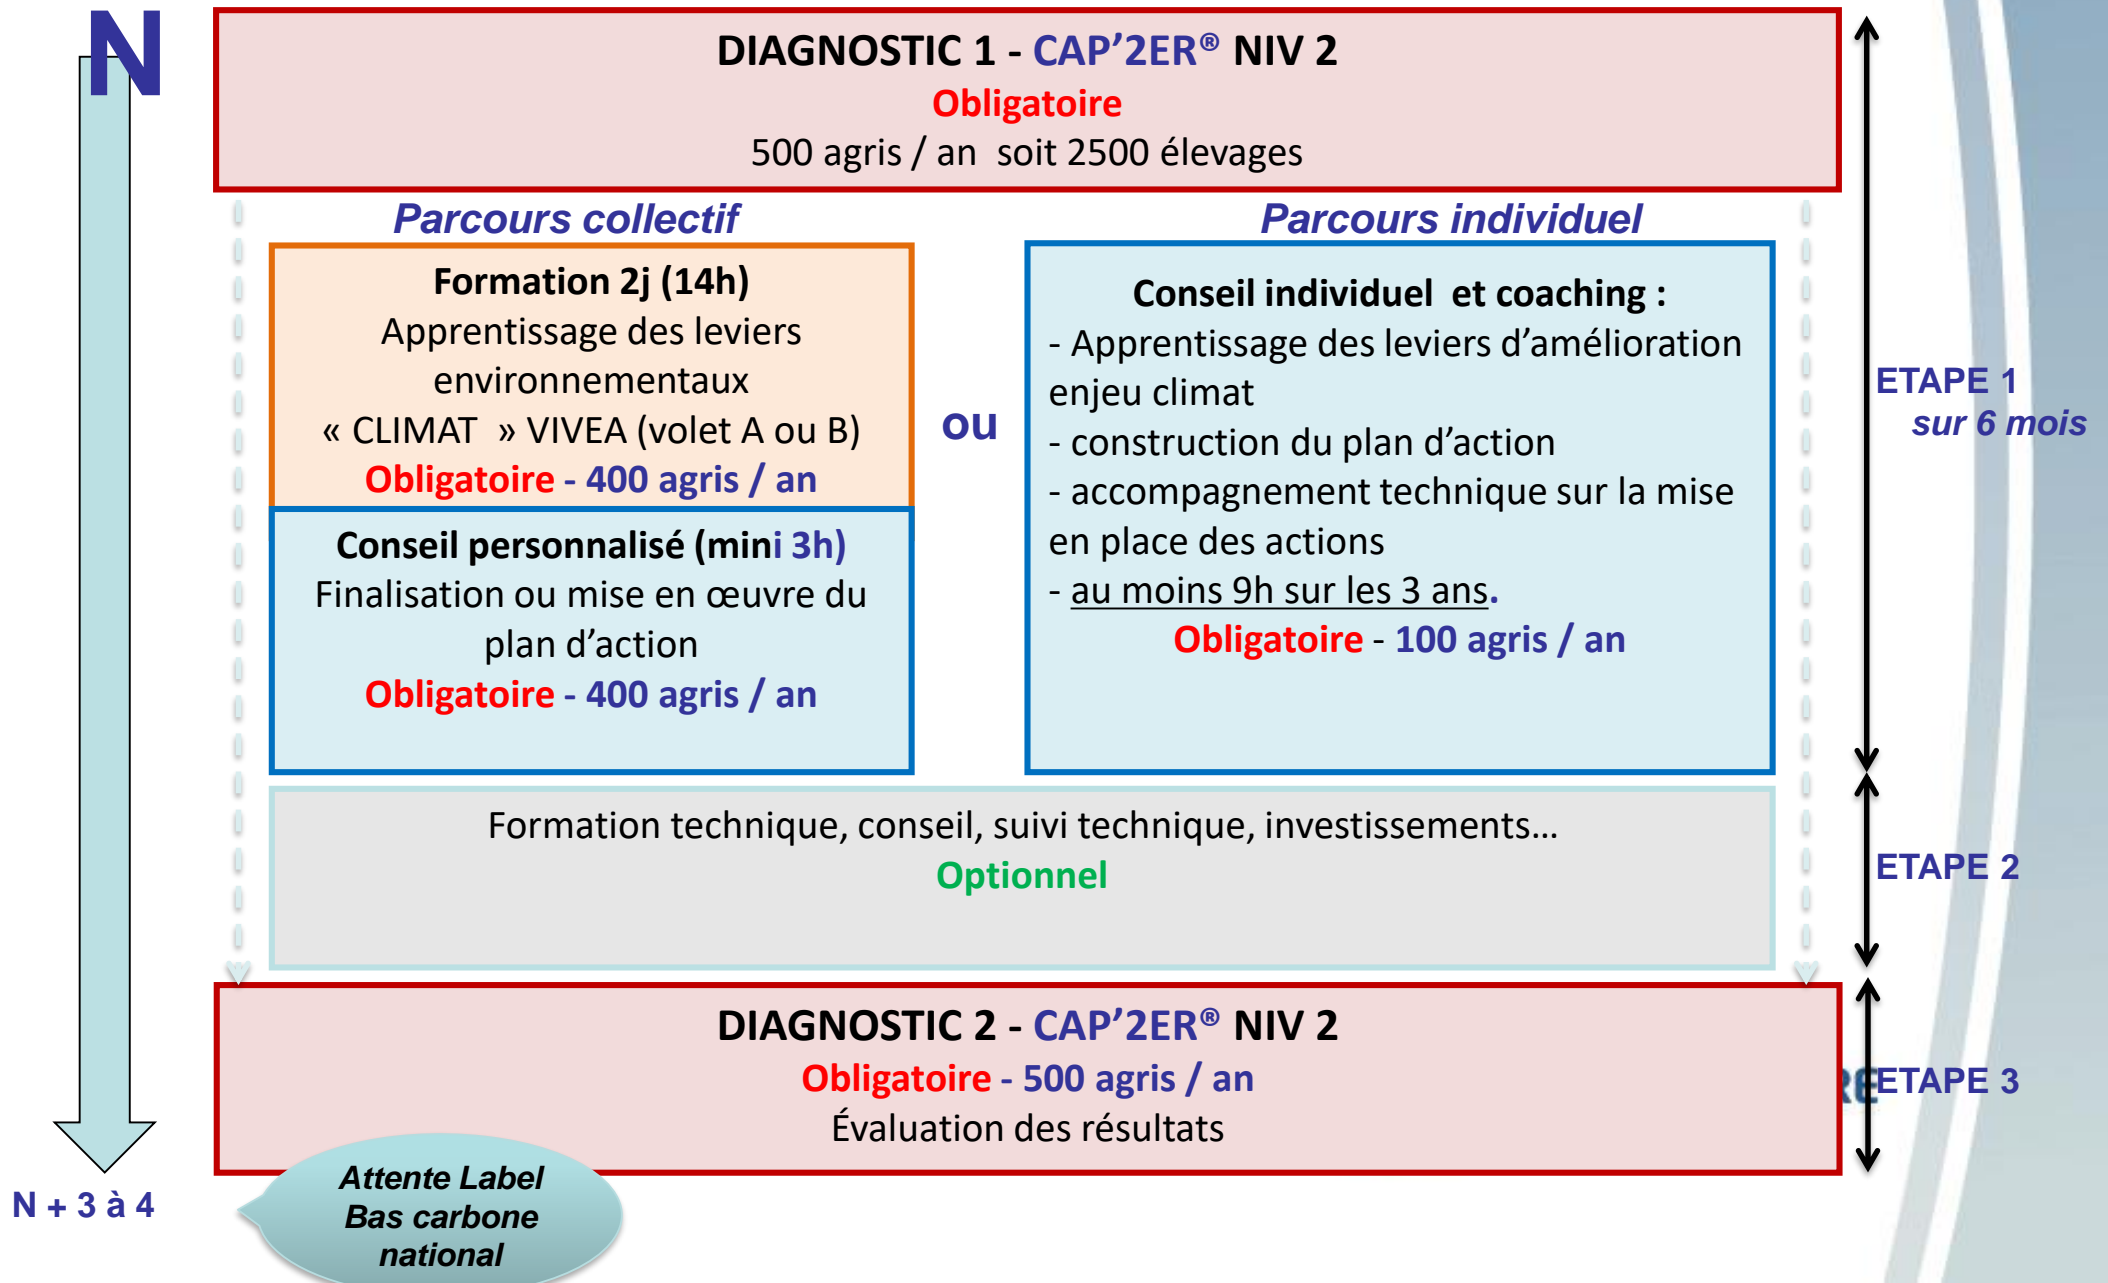 N
DIAGNOSTIC 1 - CAP’2ER® NIV 2
Obligatoire
500 agris / an soit 2500 élevages
Parcours collectif
Formation 2j (14h)
Apprentissage des leviers
environnementaux
« CLIMAT » VIVEA (volet A ou B)
Obligatoire - 400 agris / an
Conseil personnalisé (mini 3h)
Finalisation ou mise en œuvre du
plan d’action
Obligatoire - 400 agris / an
ou
Parcours individuel
Conseil individuel et coaching :
- Apprentissage des leviers d’amélioration
enjeu climat
- construction du plan d’action
- accompagnement technique sur la mise
en place des actions
- au moins 9h sur les 3 ans.
Obligatoire - 100 agris / an
ETAPE 1
sur 6 mois
Formation technique, conseil, suivi technique, investissements…
Optionnel
ETAPE 2
DIAGNOSTIC 2 - CAP’2ER® NIV 2
Obligatoire - 500 agris / an
Évaluation des résultats
ETAPE 3
N + 3 à 4
Attente Label
Bas carbone
national